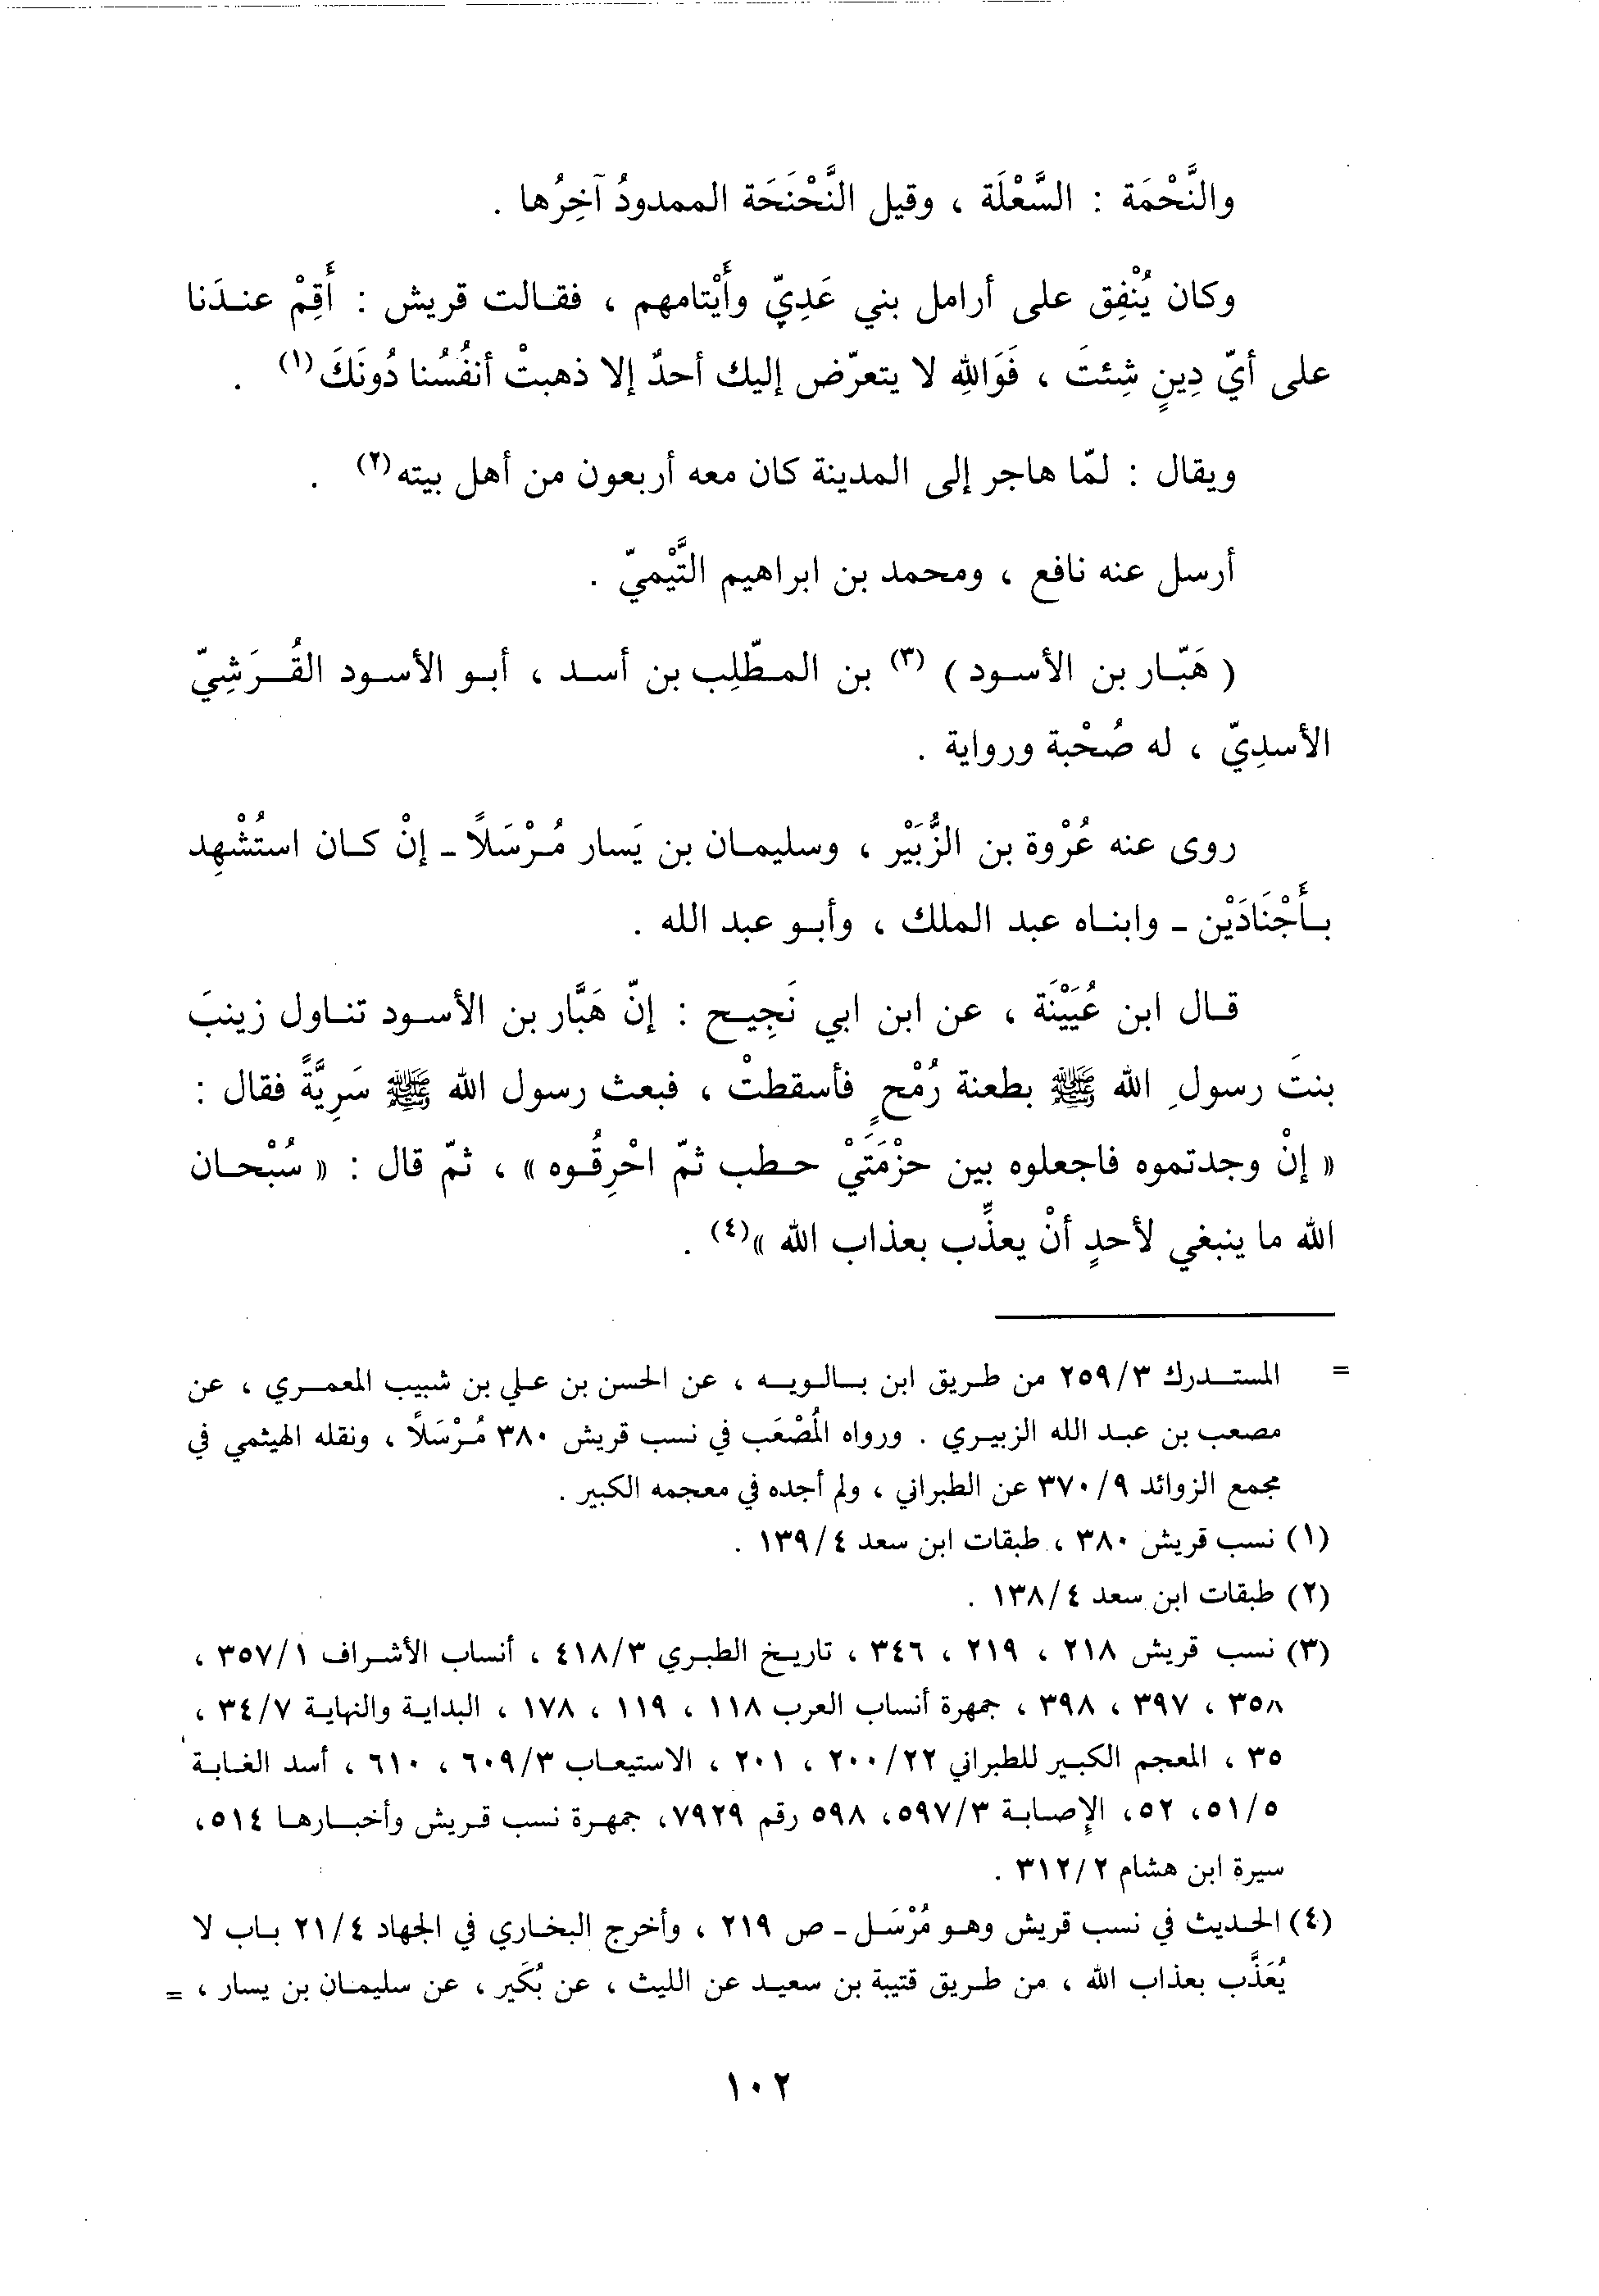 والنَّحْمَة : السَّعْلَة ، وقيل النَّحْنَحَة الممدودُ آخِرُها .
وكان يُنْفِق على أرامل بني عَدِيّ وأَيْتامهم ، فقالت قريش : أَقِمْ عندَنا
على أيّ دِينٍ شِئتَ ، فَوَاللهِ لا يتعرّض إليك أحدٌ إلا ذهبتْ أنفُسُنا دُونَكَ (١) .
ويقال : لمّا هاجر إلى المدينة كان معه أربعون من أهل بيته (٢) .
أرسل عنه نافع ، ومحمد بن ابراهيم التَّيْميّ .
( هَبّار بن الأسود ) (٣) بن المطّلِب بن أسد ، أبو الأسود القُرَشِيّ
الأسدِيّ ، له صُحْبة ورواية .
روى عنه عُرْوة بن الزُّبَيْر ، وسليمان بن يَسار مُرْسَلًا ـ إنْ كان استُشْهِد
بأَجْنَادَيْن ـ وابناه عبد الملك ، وأبو عبد الله .
قال ابن عُيَيْنَة ، عن ابن ابي نَجِيح : إنّ هَبَّار بن الأسود تناول زينبَ
بنتَ رسولِ الله ﷺ بطعنة رُمْحٍ فأسقطتْ ، فبعث رسول الله ﷺ سَرِيَّةً فقال :
« إنْ وجدتموه فاجعلوه بين حزْمَتَيْ حطب ثمّ احْرِقُوه » ، ثمّ قال : « سُبْحان
الله ما ينبغي لأحدٍ أنْ يعذِّب بعذاب الله »(٤) .
= المستدرك ٢٥٩/٣ من طريق ابن بالويه ، عن الحسن بن علي بن شبيب المعمري ، عن
مصعب بن عبد الله الزبيري . ورواه المُصْعَب في نسب قريش ٣٨٠ مُرْسَلًا ، ونقله الهيثمي في
مجمع الزوائد ٣٧٠/٩ عن الطبراني ، ولم أجده في معجمه الكبير .
(١) نسب قريش ٣٨٠ ، طبقات ابن سعد ١٣٩/٤ .
(٢) طبقات ابن سعد ١٣٨/٤ .
(٣) نسب قريش ٢١٨ ، ٢١٩ ، ٣٤٦ ، تاريخ الطبري ٤١٨/٣ ، أنساب الأشراف ٣٥٧/١ ،
٣٥٨ ، ٣٩٧ ، ٣٩٨ ، جمهرة أنساب العرب ١١٨ ، ١١٩ ، ١٧٨ ، البداية والنهاية ٣٤/٧ ،
٣٥ ، المعجم الكبير للطبراني ٢٠٠/٢٢ ، ٢٠١ ، الاستيعاب ٦٠٩/٣ ، ٦١٠ ، أسد الغابة
٥١/٥، ٥٢، الإصابة ٥٩٧/٣، ٥٩٨ رقم ٧٩٢٩، جمهرة نسب قريش وأخبارها ٥١٤،
سيرة ابن هشام ٣١٢/٢ .
(٤) الحديث في نسب قريش وهو مُرْسَل ـ ص ٢١٩ ، وأخرج البخاري في الجهاد ٢١/٤ باب لا
يُعَذَّب بعذاب الله ، من طريق قتيبة بن سعيد عن الليث ، عن بُكَير ، عن سليمان بن يسار ، =
١٠٢